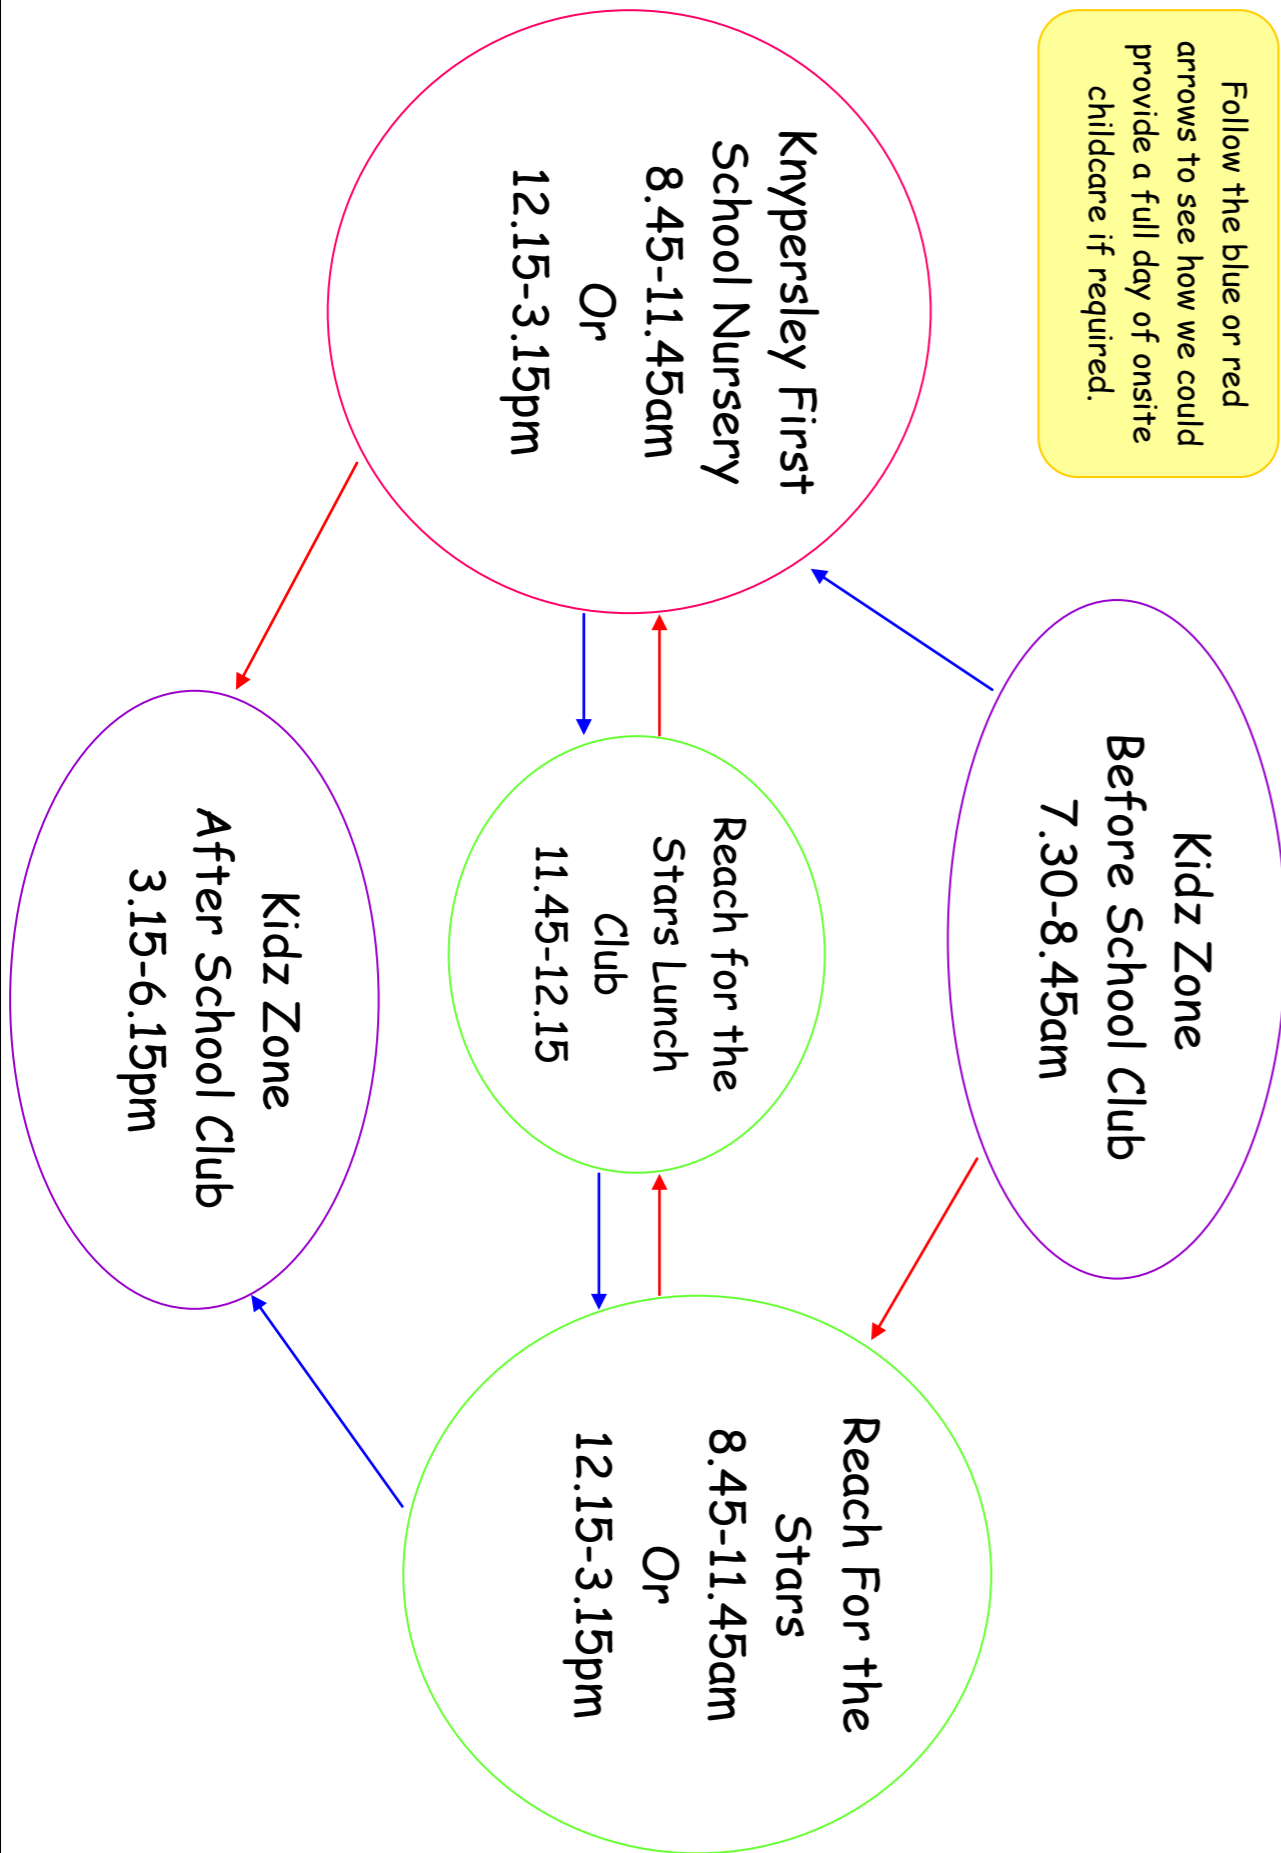 Follow the blue or red
arrows to see how we could
provide a full day of onsite
childcare if required.
Kidz Zone
Before School Club
7.30-8.45am
Knypersley First
School Nursery
8.45-11.45am
Or
12.15-3.15pm
Reach for the
Stars Lunch
Club
11.45-12.15
Reach For the
Stars
8.45-11.45am
Or
12.15-3.15pm
Kidz Zone
After School Club
3.15-6.15pm